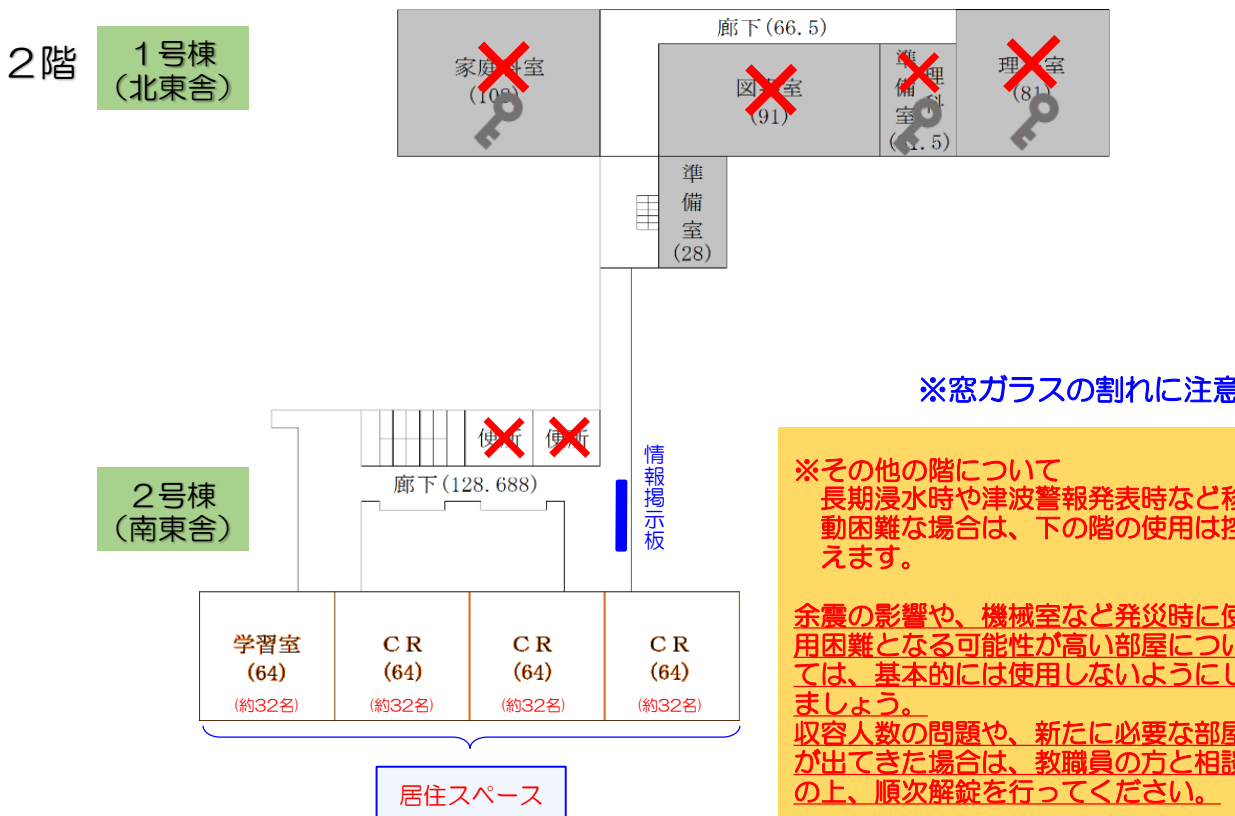 2階
1号棟
(北東舎)
廊下(66.5)
家庭科室
図書室
(91)
準備室
理科
理科室
(81)
準備室
(28)
※窓ガラスの割れに注意
便所
便所
廊下(128.688)
情報掲示板
2号棟
(南東舎)
※その他の階について
長期浸水時や津波警報発表時など移
動困難な場合は、下の階の使用は控
えます。
余震の影響や、機械室など発災時に使
用困難となる可能性が高い部屋につい
ては、基本的には使用しないようにし
ましょう。
収容人数の問題や、新たに必要な部屋
が出てきた場合は、教職員の方と相談
の上、順次解錠を行ってください。
学習室
(64)
(約32名)
CR
(64)
(約32名)
CR
(64)
(約32名)
CR
(64)
(約32名)
居住スペース